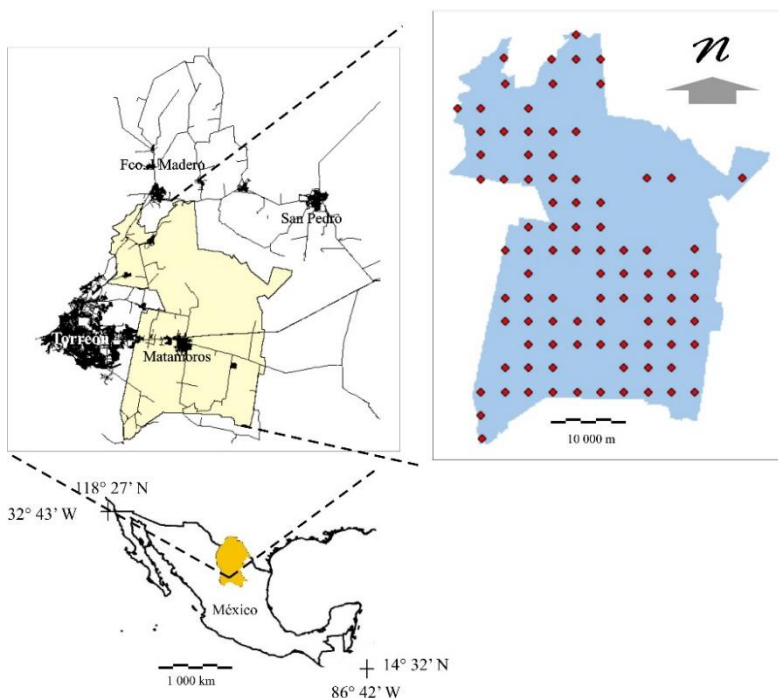 Fco. I Madero
San Pedro
Torreón
Matamoros
n
10 000 m
118° 27' N
32° 43' W
México
1 000 km
14° 32' N
86° 42' W